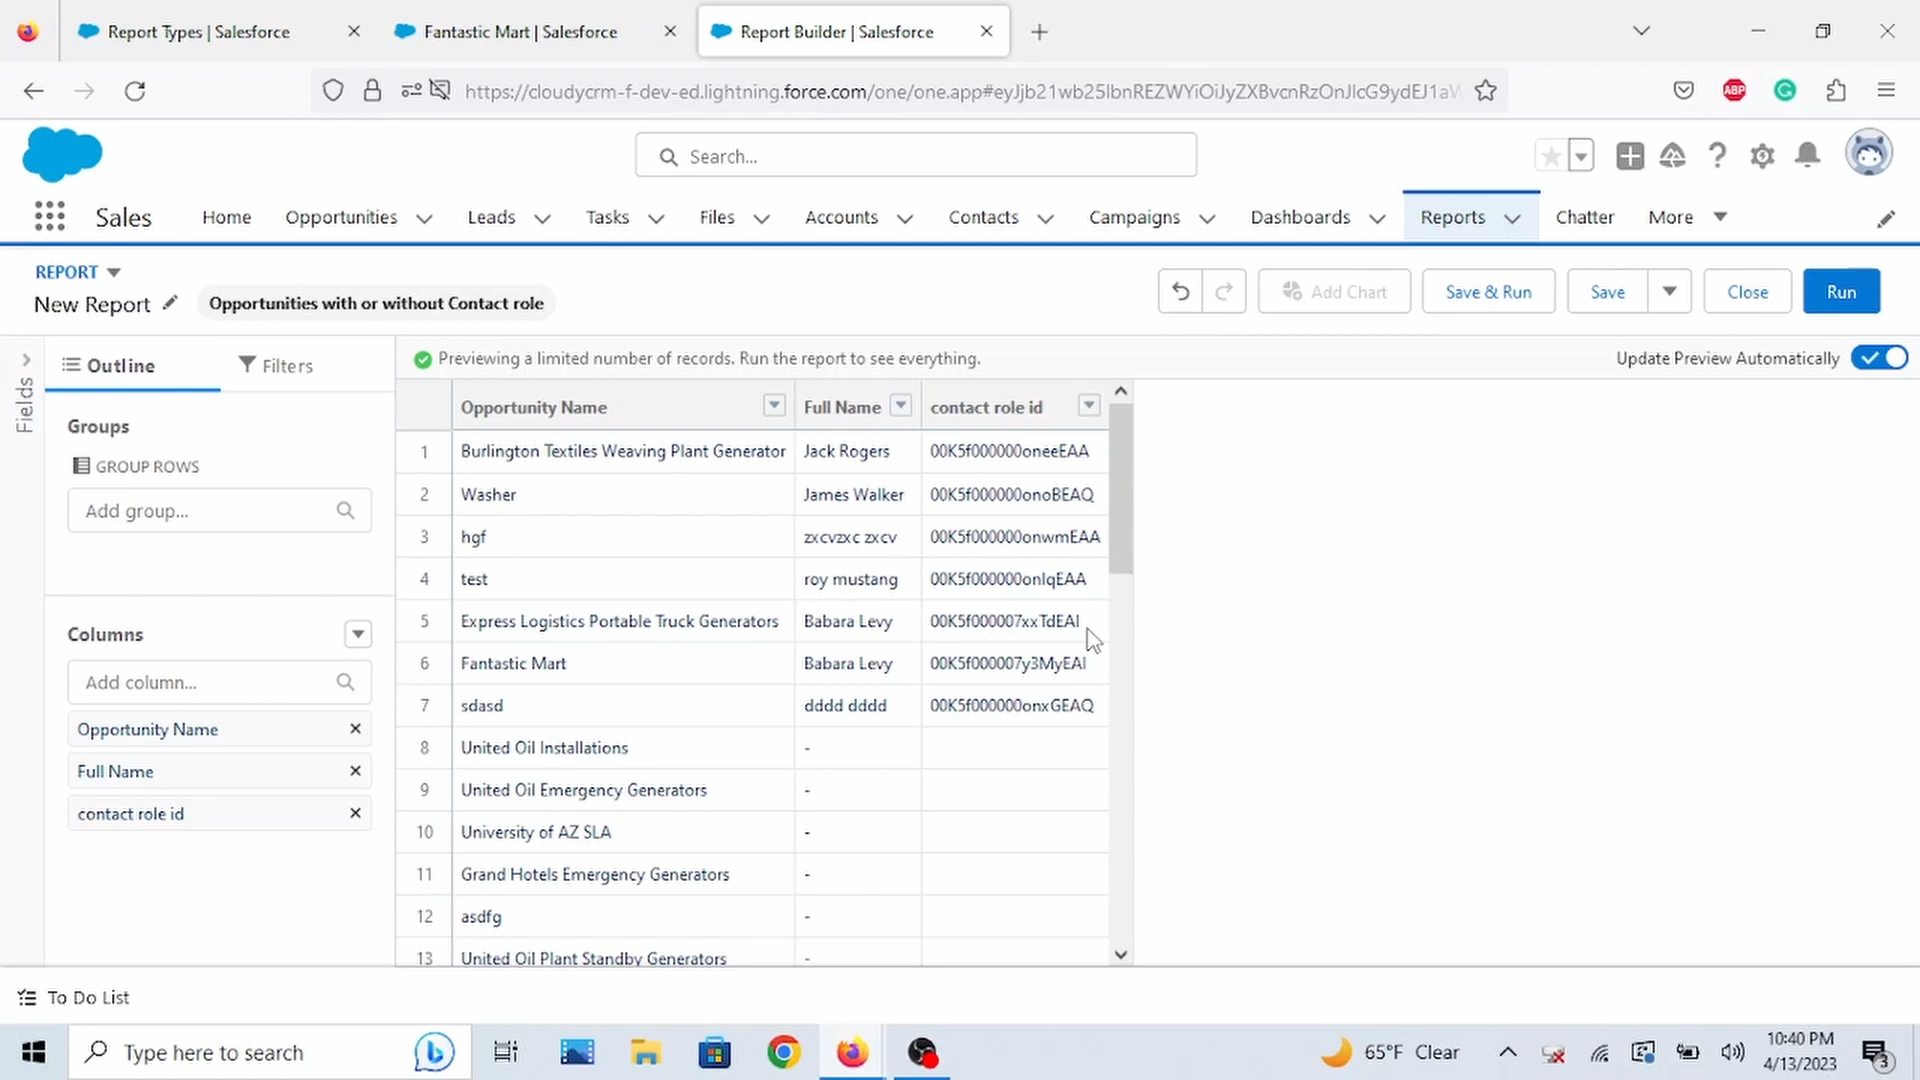 Report Types | Salesforce
Fantastic Mart | Salesforce
Report Builder | Salesforce
https://cloudycrm-f-dev-ed.lightning.force.com/one/one.app#
ABP
Search...
Sales
Home
Opportunities
Leads
Tasks
Files
Accounts
Contacts
Campaigns
Dashboards
Reports
Chatter
More
REPORT
New Report
Opportunities with or without Contact role
Add Chart
Save & Run
Save
Close
Run
Fields
Outline
Filters
Previewing a limited number of records. Run the report to see everything.
Update Preview Automatically
Groups
GROUP ROWS
Add group...
Columns
Add column...
Opportunity Name
Full Name
contact role id
Opportunity Name Full Name contact role id
1 Burlington Textiles Weaving Plant Generator Jack Rogers 00K5f000000oneeEAA
2 Washer James Walker 00K5f000000onoBEAQ
3 hgf zxcvzxc zxcv 00K5f000000onwmEAA
4 test roy mustang 00K5f000000onlqEAA
5 Express Logistics Portable Truck Generators Babara Levy 00K5f000007xxTdEAI
6 Fantastic Mart Babara Levy 00K5f000007y3MyEAI
7 sdasd dddd dddd 00K5f000000onxGEAQ
8 United Oil Installations -
9 United Oil Emergency Generators -
10 University of AZ SLA -
11 Grand Hotels Emergency Generators -
12 asdfg -
13 United Oil Plant Standby Generators -
To Do List
Type here to search
65°F Clear
10:40 PM
4/13/2023
3